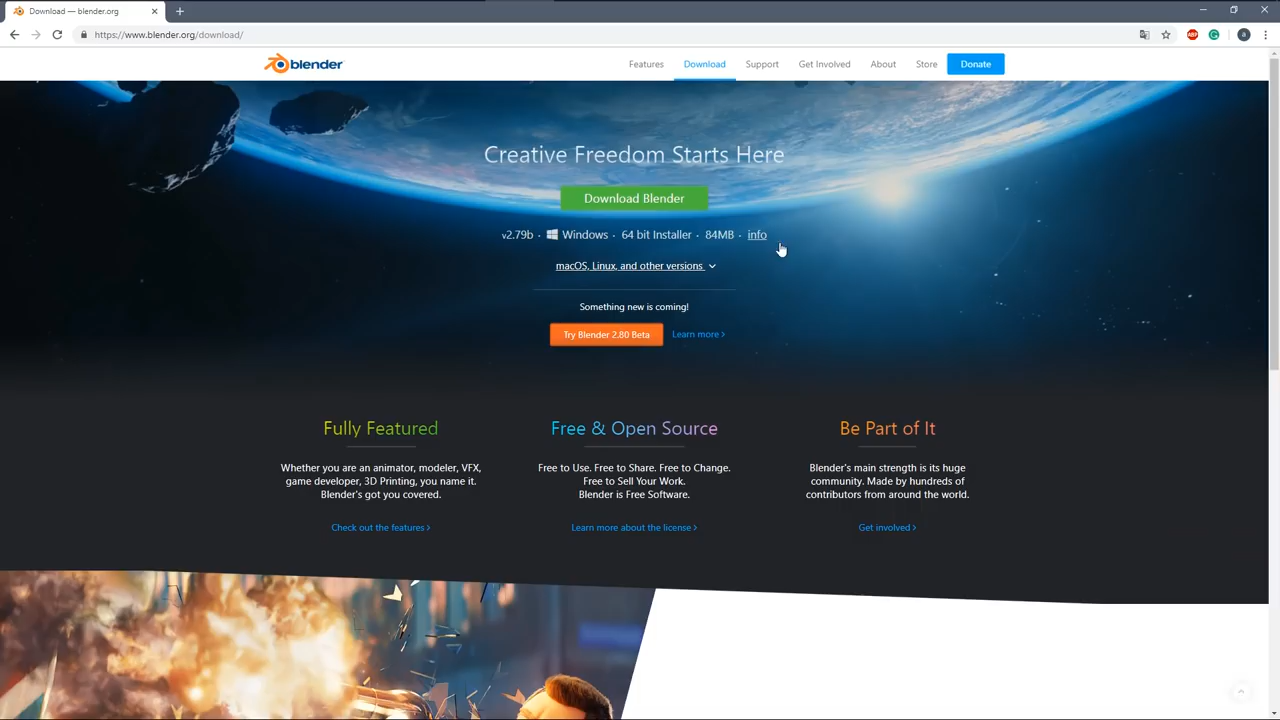 Download — blender.org
https://www.blender.org/download/
ABP
a
blender
Features
Download
Support
Get Involved
About
Store
Donate
Creative Freedom Starts Here
Download Blender
v2.79b · Windows · 64 bit Installer · 84MB · info
macOS, Linux, and other versions
Something new is coming!
Try Blender 2.80 Beta
Learn more >
Fully Featured
Whether you are an animator, modeler, VFX,
game developer, 3D Printing, you name it.
Blender's got you covered.
Check out the features >
Free & Open Source
Free to Use. Free to Share. Free to Change.
Free to Sell Your Work.
Blender is Free Software.
Learn more about the license >
Be Part of It
Blender's main strength is its huge
community. Made by hundreds of
contributors from around the world.
Get involved >